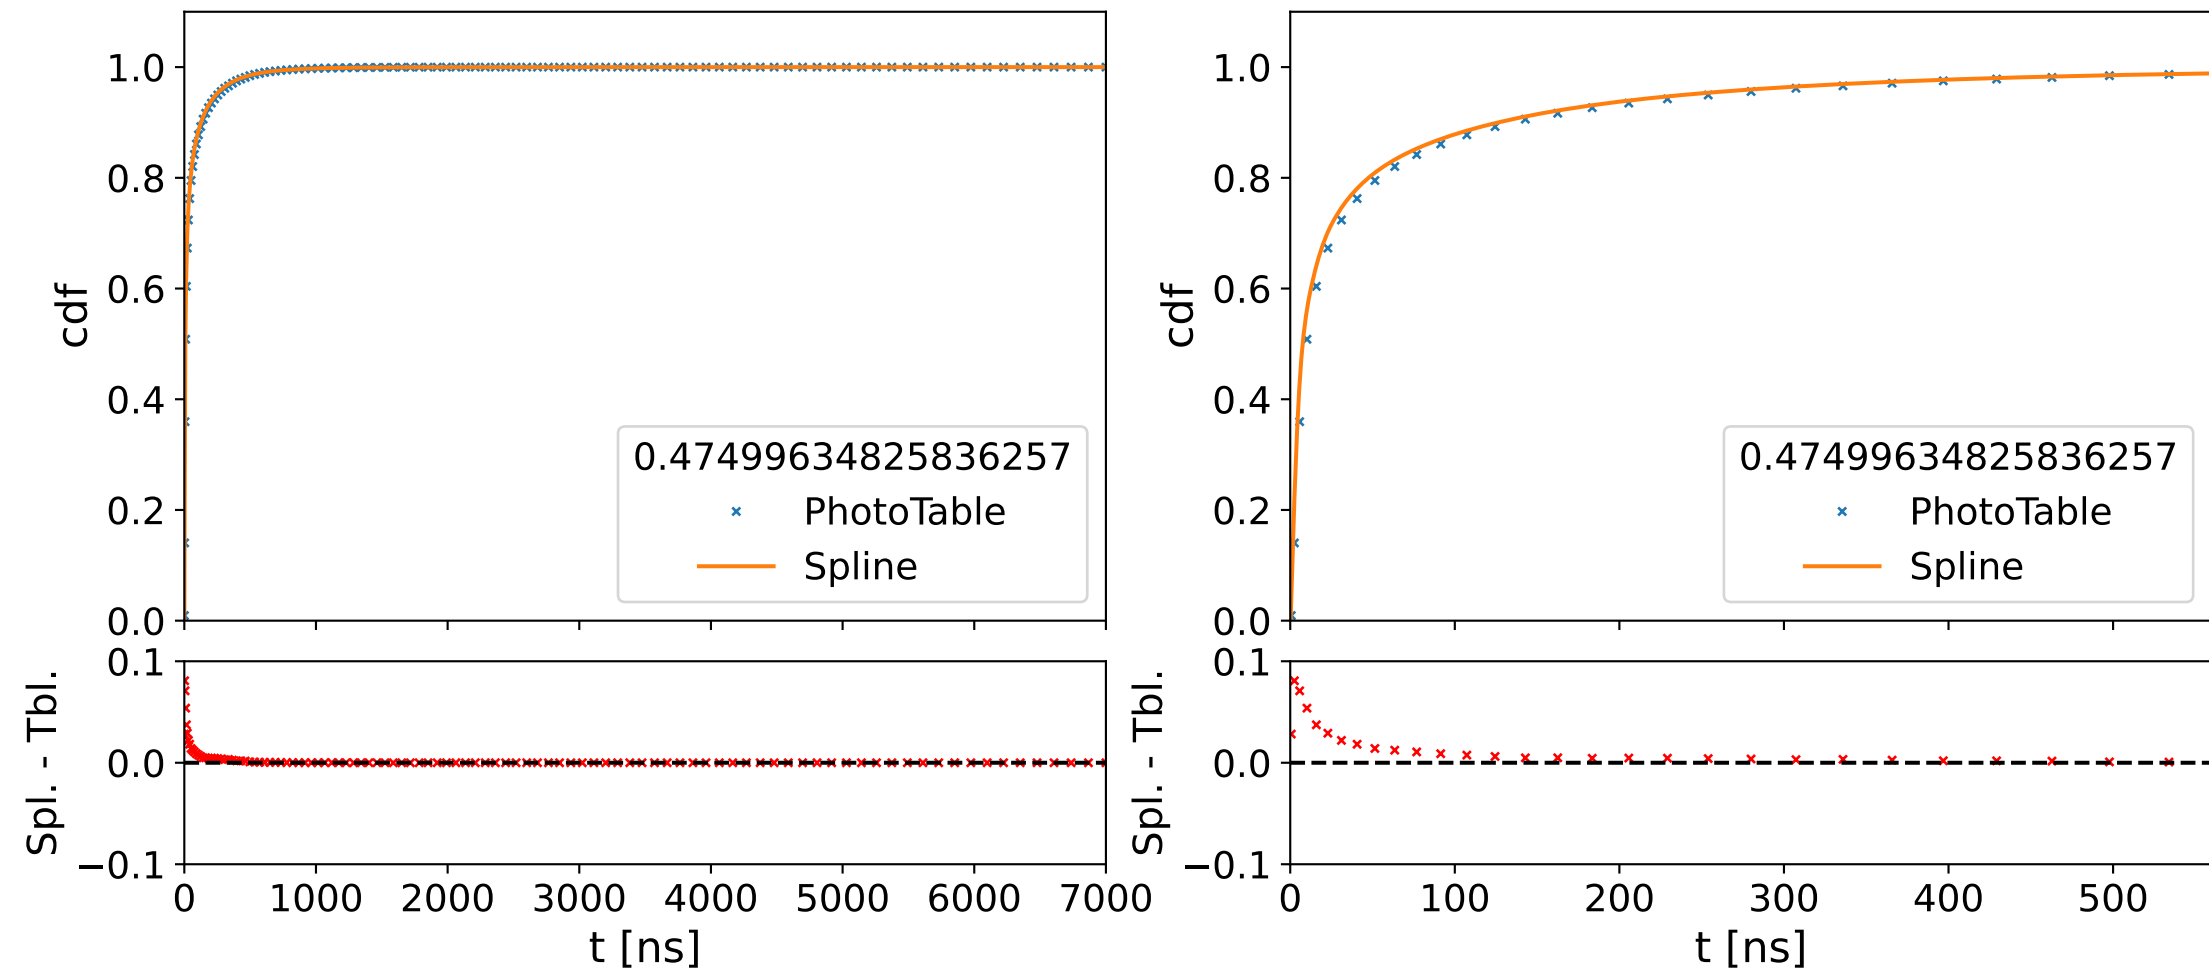 1.0
0.8
0.6
0.4
0.2
0.0
cdf
0.47499634825836257
PhotoTable
Spline
0.1
0.0
−0.1
Spl. - Tbl.
0 1000 2000 3000 4000 5000 6000 7000
t [ns]
1.0
0.8
0.6
0.4
0.2
0.0
cdf
0.47499634825836257
PhotoTable
Spline
0.1
0.0
−0.1
Spl. - Tbl.
0 100 200 300 400 500
t [ns]